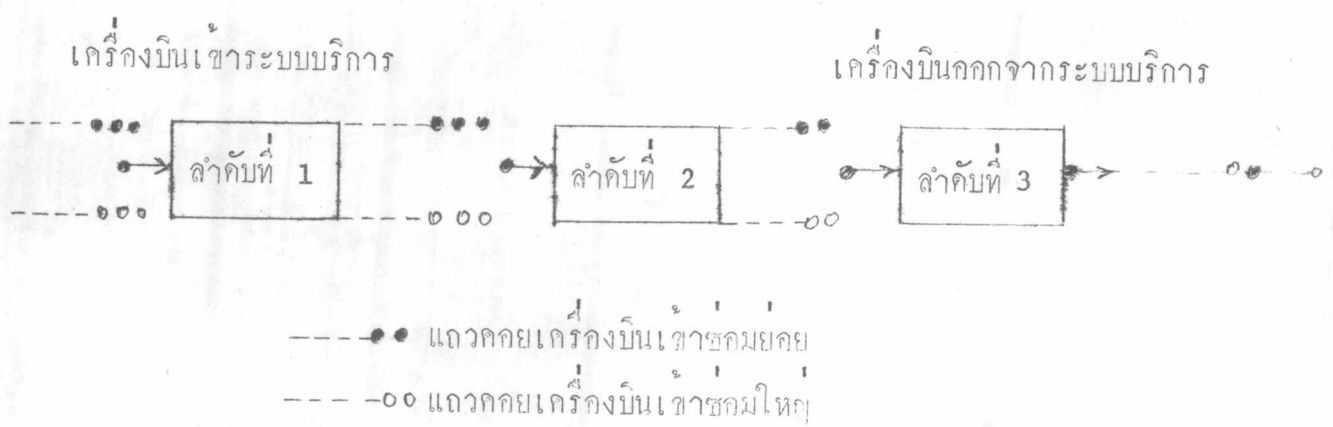 เครื่องบินเข้าระบบบริการ
เครื่องบินออกจากระบบบริการ
ลำดับที่ 1
ลำดับที่ 2
ลำดับที่ 3
แถวคอยเครื่องบินเข้าซ่อมย่อย
แถวคอยเครื่องบินเข้าซ่อมใหญ่